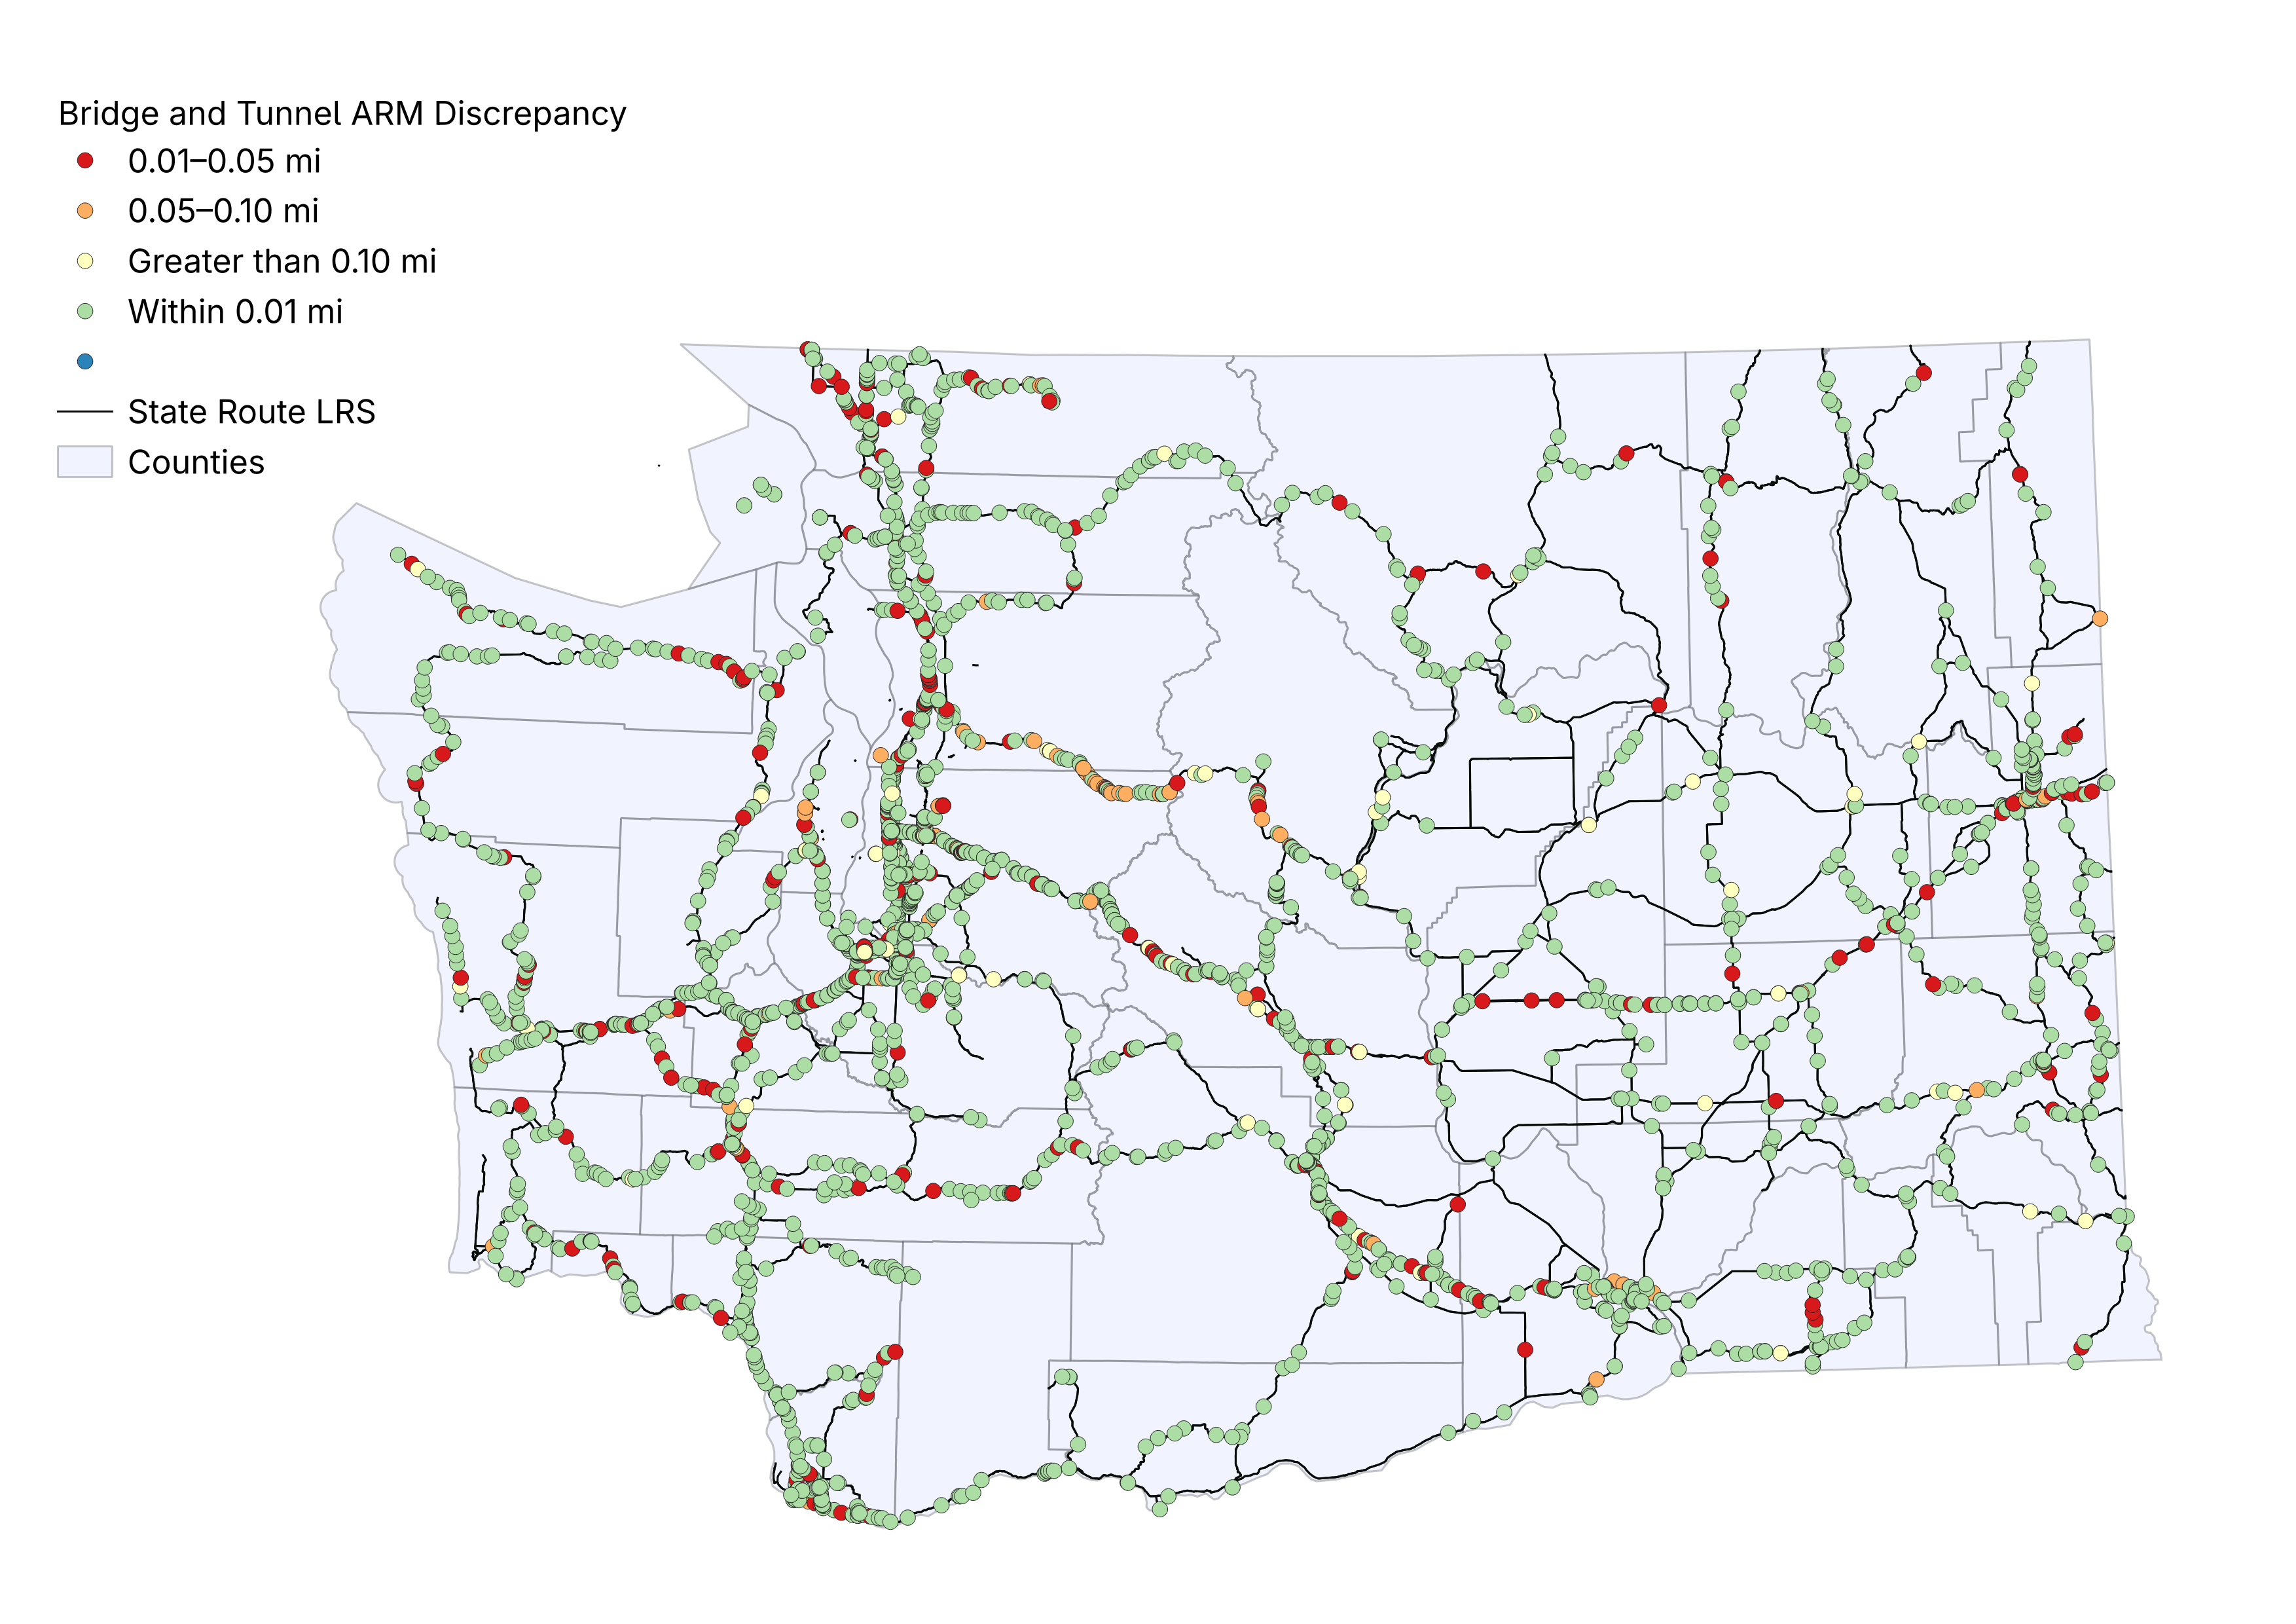 Bridge and Tunnel ARM Discrepancy
0.01–0.05 mi
0.05–0.10 mi
Greater than 0.10 mi
Within 0.01 mi
State Route LRS
Counties